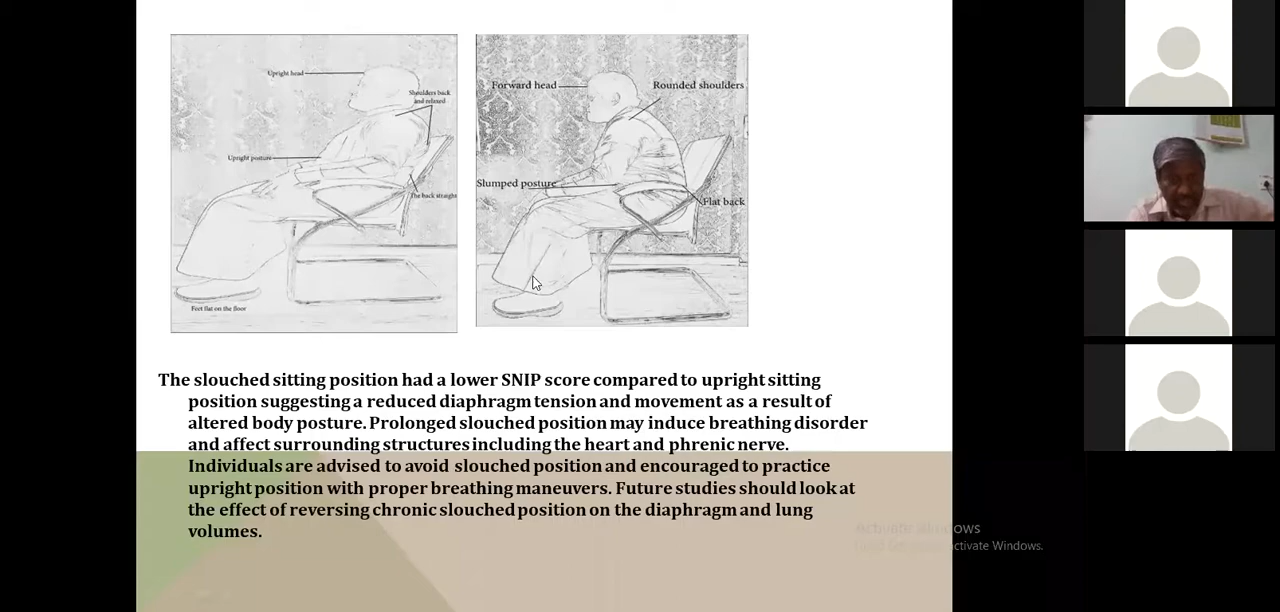 Upright head
Shoulders back
and relaxed
Upright posture
The back straight
Feet flat on the floor
Forward head
Rounded shoulders
Slumped posture
Flat back
The slouched sitting position had a lower SNIP score compared to upright sitting
position suggesting a reduced diaphragm tension and movement as a result of
altered body posture. Prolonged slouched position may induce breathing disorder
and affect surrounding structures including the heart and phrenic nerve.
Individuals are advised to avoid slouched position and encouraged to practice
upright position with proper breathing maneuvers. Future studies should look at
the effect of reversing chronic slouched position on the diaphragm and lung
volumes.
Activate Windows
activate Windows.